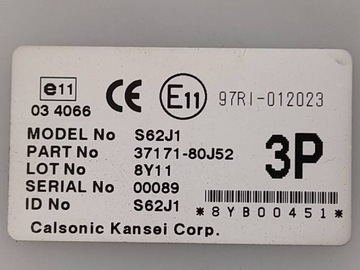 e11
03 4066
CE
E11
97RI-012023
MODEL No S62J1
PART No 37171-80J52
LOT No 8Y11
SERIAL No 00089
ID No S62J1
3P
*8YB00451*
Calsonic Kansei Corp.